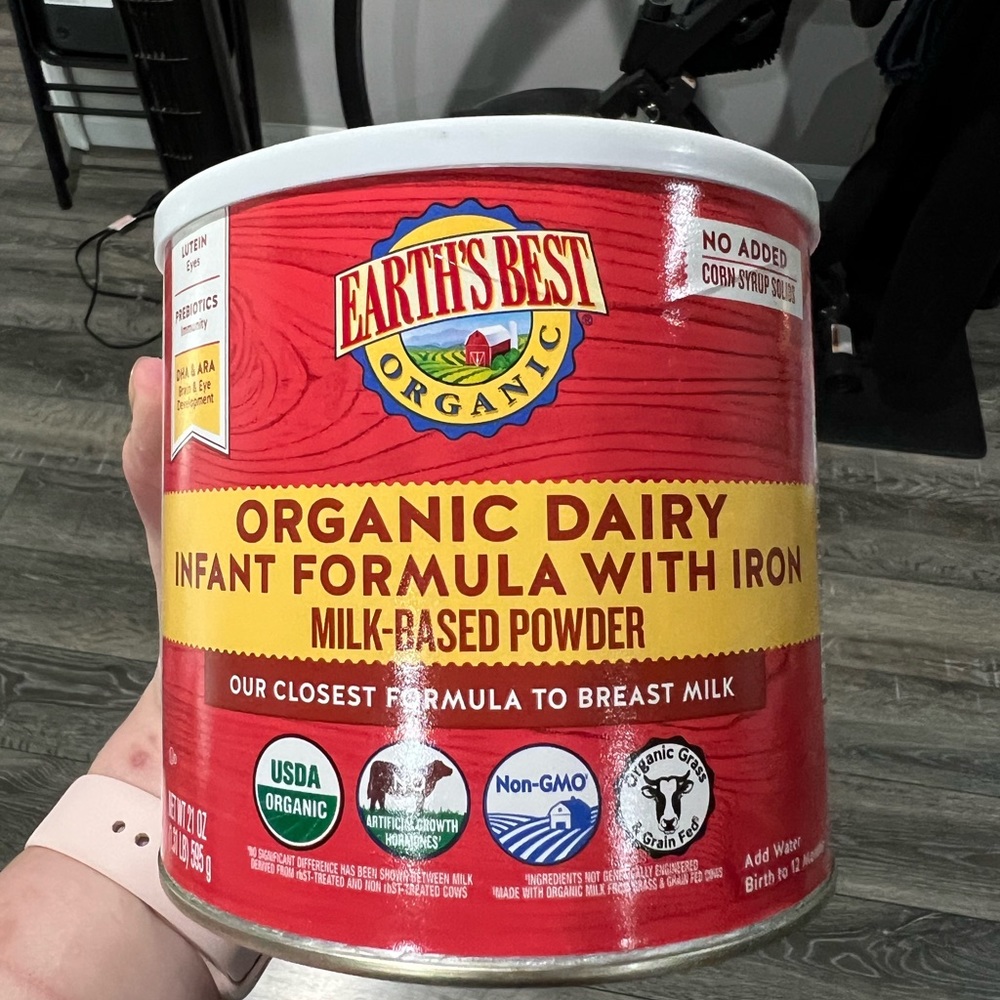 LUTEIN
Eyes
PREBIOTICS
Immunity
DHA & ARA
Brain & Eye
Development
EARTH'S BEST
ORGANIC
®
NO ADDED
CORN SYRUP SOLIDS
ORGANIC DAIRY
INFANT FORMULA WITH IRON
MILK-BASED POWDER
OUR CLOSEST FORMULA TO BREAST MILK
USDA
ORGANIC
ARTIFICIAL GROWTH
HORMONES
Non-GMO
Organic Grass
& Grain Fed
NET WT 21 OZ
(1.31 LB) 595 g
NO SIGNIFICANT DIFFERENCE HAS BEEN SHOWN BETWEEN MILK
DERIVED FROM rbST-TREATED AND NON rbST-TREATED COWS
INGREDIENTS NOT GENETICALLY ENGINEERED
MADE WITH ORGANIC MILK FROM GRASS & GRAIN FED COWS
Add Water
Birth to 12